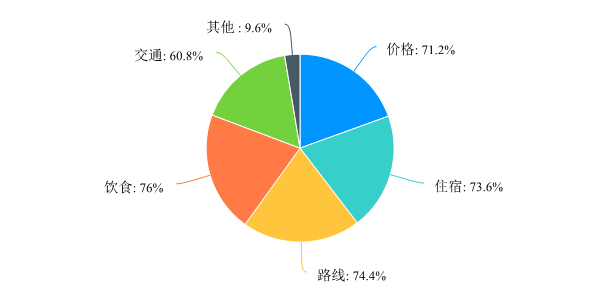 其他 : 9.6%
价格: 71.2%
交通: 60.8%
饮食: 76%
住宿: 73.6%
路线: 74.4%